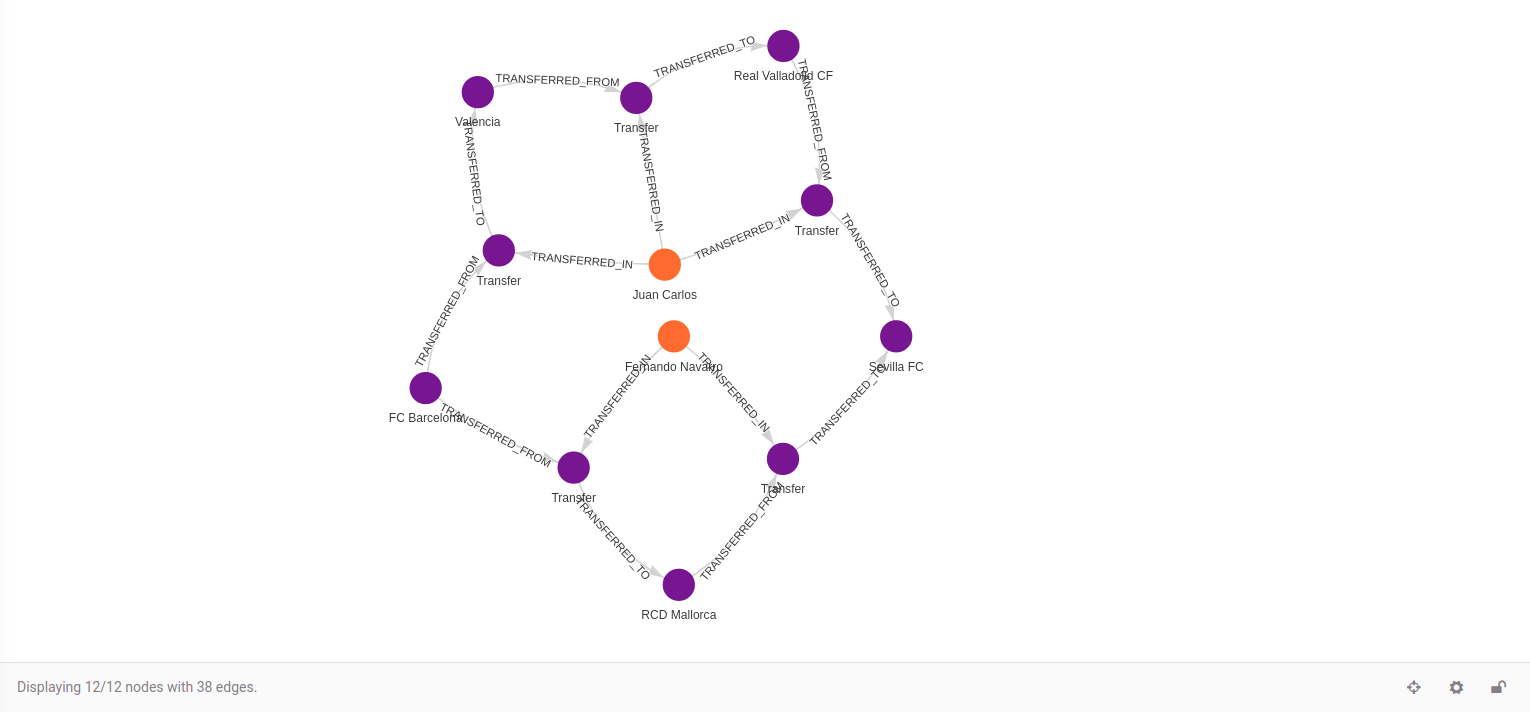 TRANSFERRED_TO
Real Valladolid CF
TRANSFERRED_FROM
Valencia
Transfer
TRANSFERRED_FROM
TRANSFERRED_TO
TRANSFERRED_IN
Transfer
TRANSFERRED_IN
TRANSFERRED_TO
TRANSFERRED_IN
Transfer
Juan Carlos
TRANSFERRED_FROM
Fernando Navarro
Sevilla FC
TRANSFERRED_IN
TRANSFERRED_IN
TRANSFERRED_TO
FC Barcelona
TRANSFERRED_FROM
Transfer
Transfer
TRANSFERRED_TO
TRANSFERRED_FROM
RCD Mallorca
Displaying 12/12 nodes with 38 edges.